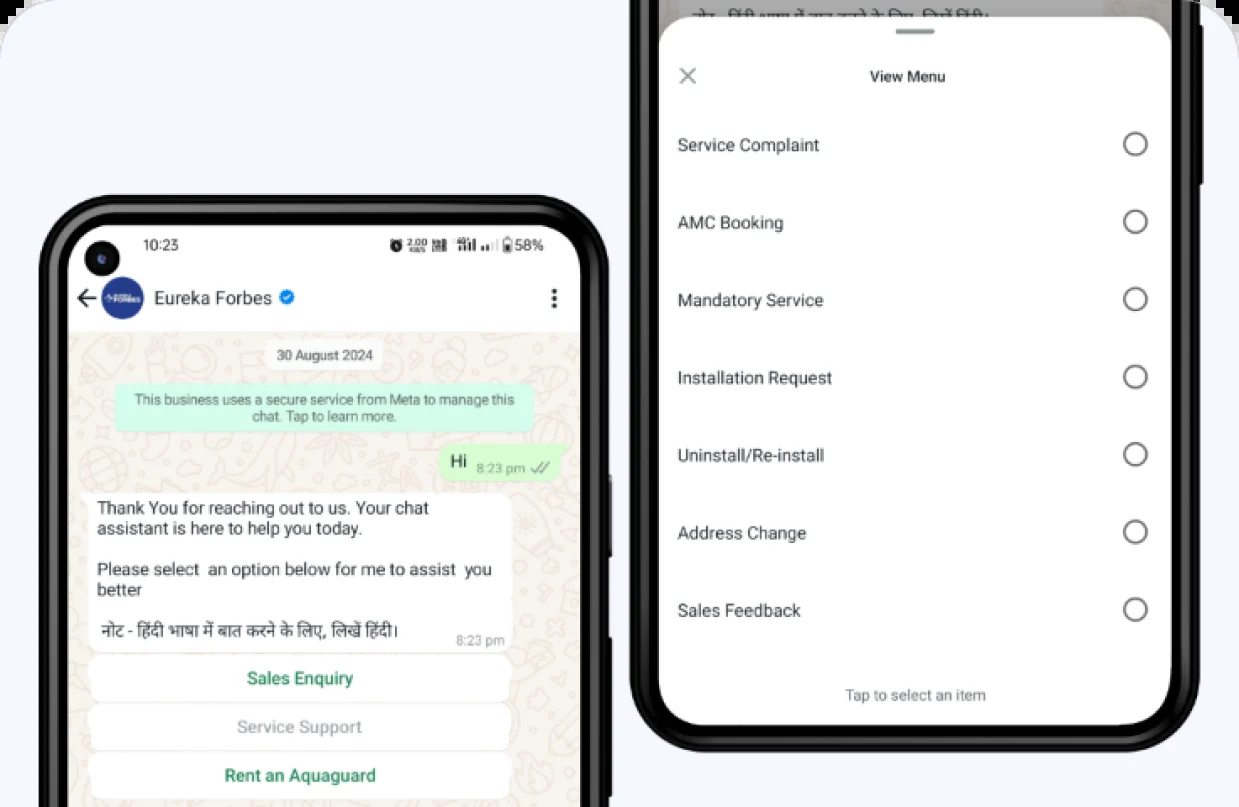 10:23
2.00
58%
Eureka Forbes
30 August 2024
This business uses a secure service from Meta to manage this
chat. Tap to learn more.
Hi 8:23 pm
Thank You for reaching out to us. Your chat
assistant is here to help you today.
Please select an option below for me to assist you
better
नोट - हिंदी भाषा में बात करने के लिए, लिखें हिंदी।
8:23 pm
Sales Enquiry
Service Support
Rent an Aquaguard
नोट - हिंदी भाषा में बात करने के लिए, लिखें हिंदी।
View Menu
Service Complaint
AMC Booking
Mandatory Service
Installation Request
Uninstall/Re-install
Address Change
Sales Feedback
Tap to select an item